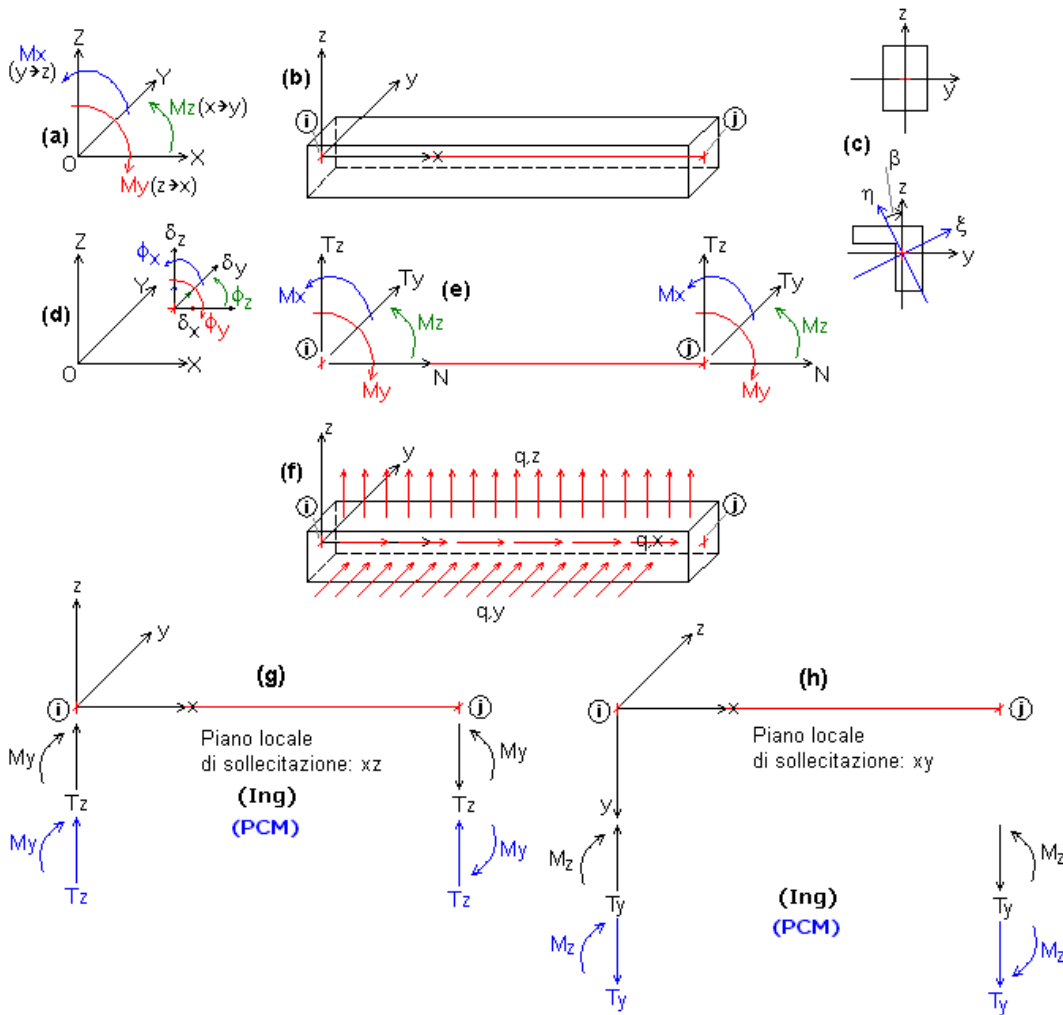 Z
Mx
(y→z)
Y
Mz(x→y)
(a)
O
X
My(z→x)
z
(b)
y
i
j
x
z
y
(c)
β
η
z
ξ
y
Z
δz
ϕx
δy
Y
ϕz
(d)
δx
ϕy
O
X
Tz
Ty
Mx
(e)
Mz
i
N
My
Tz
Ty
Mx
Mz
j
N
My
z
(f)
y
q,z
i
j
q,x
q,y
z
y
(g)
i
x
j
Piano locale
di sollecitazione: xz
My
My
Tz
Tz
(Ing)
(PCM)
My
My
Tz
Tz
z
(h)
i
x
j
Piano locale
di sollecitazione: xy
y
Mz
Mz
Ty
Ty
(Ing)
(PCM)
Mz
Mz
Ty
Ty